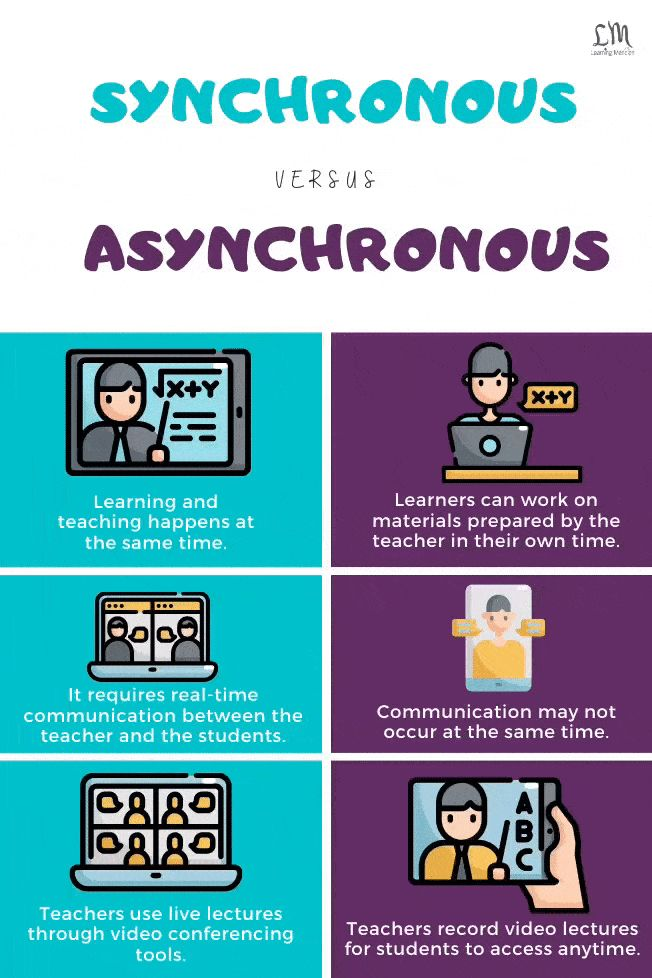 LM
Learning Mentors
SYNCHRONOUS
VERSUS
ASYNCHRONOUS
√X+Y
Learning and
teaching happens at
the same time.
X+Y
Learners can work on
materials prepared by the
teacher in their own time.
It requires real-time
communication between the
teacher and the students.
Communication may not
occur at the same time.
Teachers use live lectures
through video conferencing
tools.
A
B
C
Teachers record video lectures
for students to access anytime.